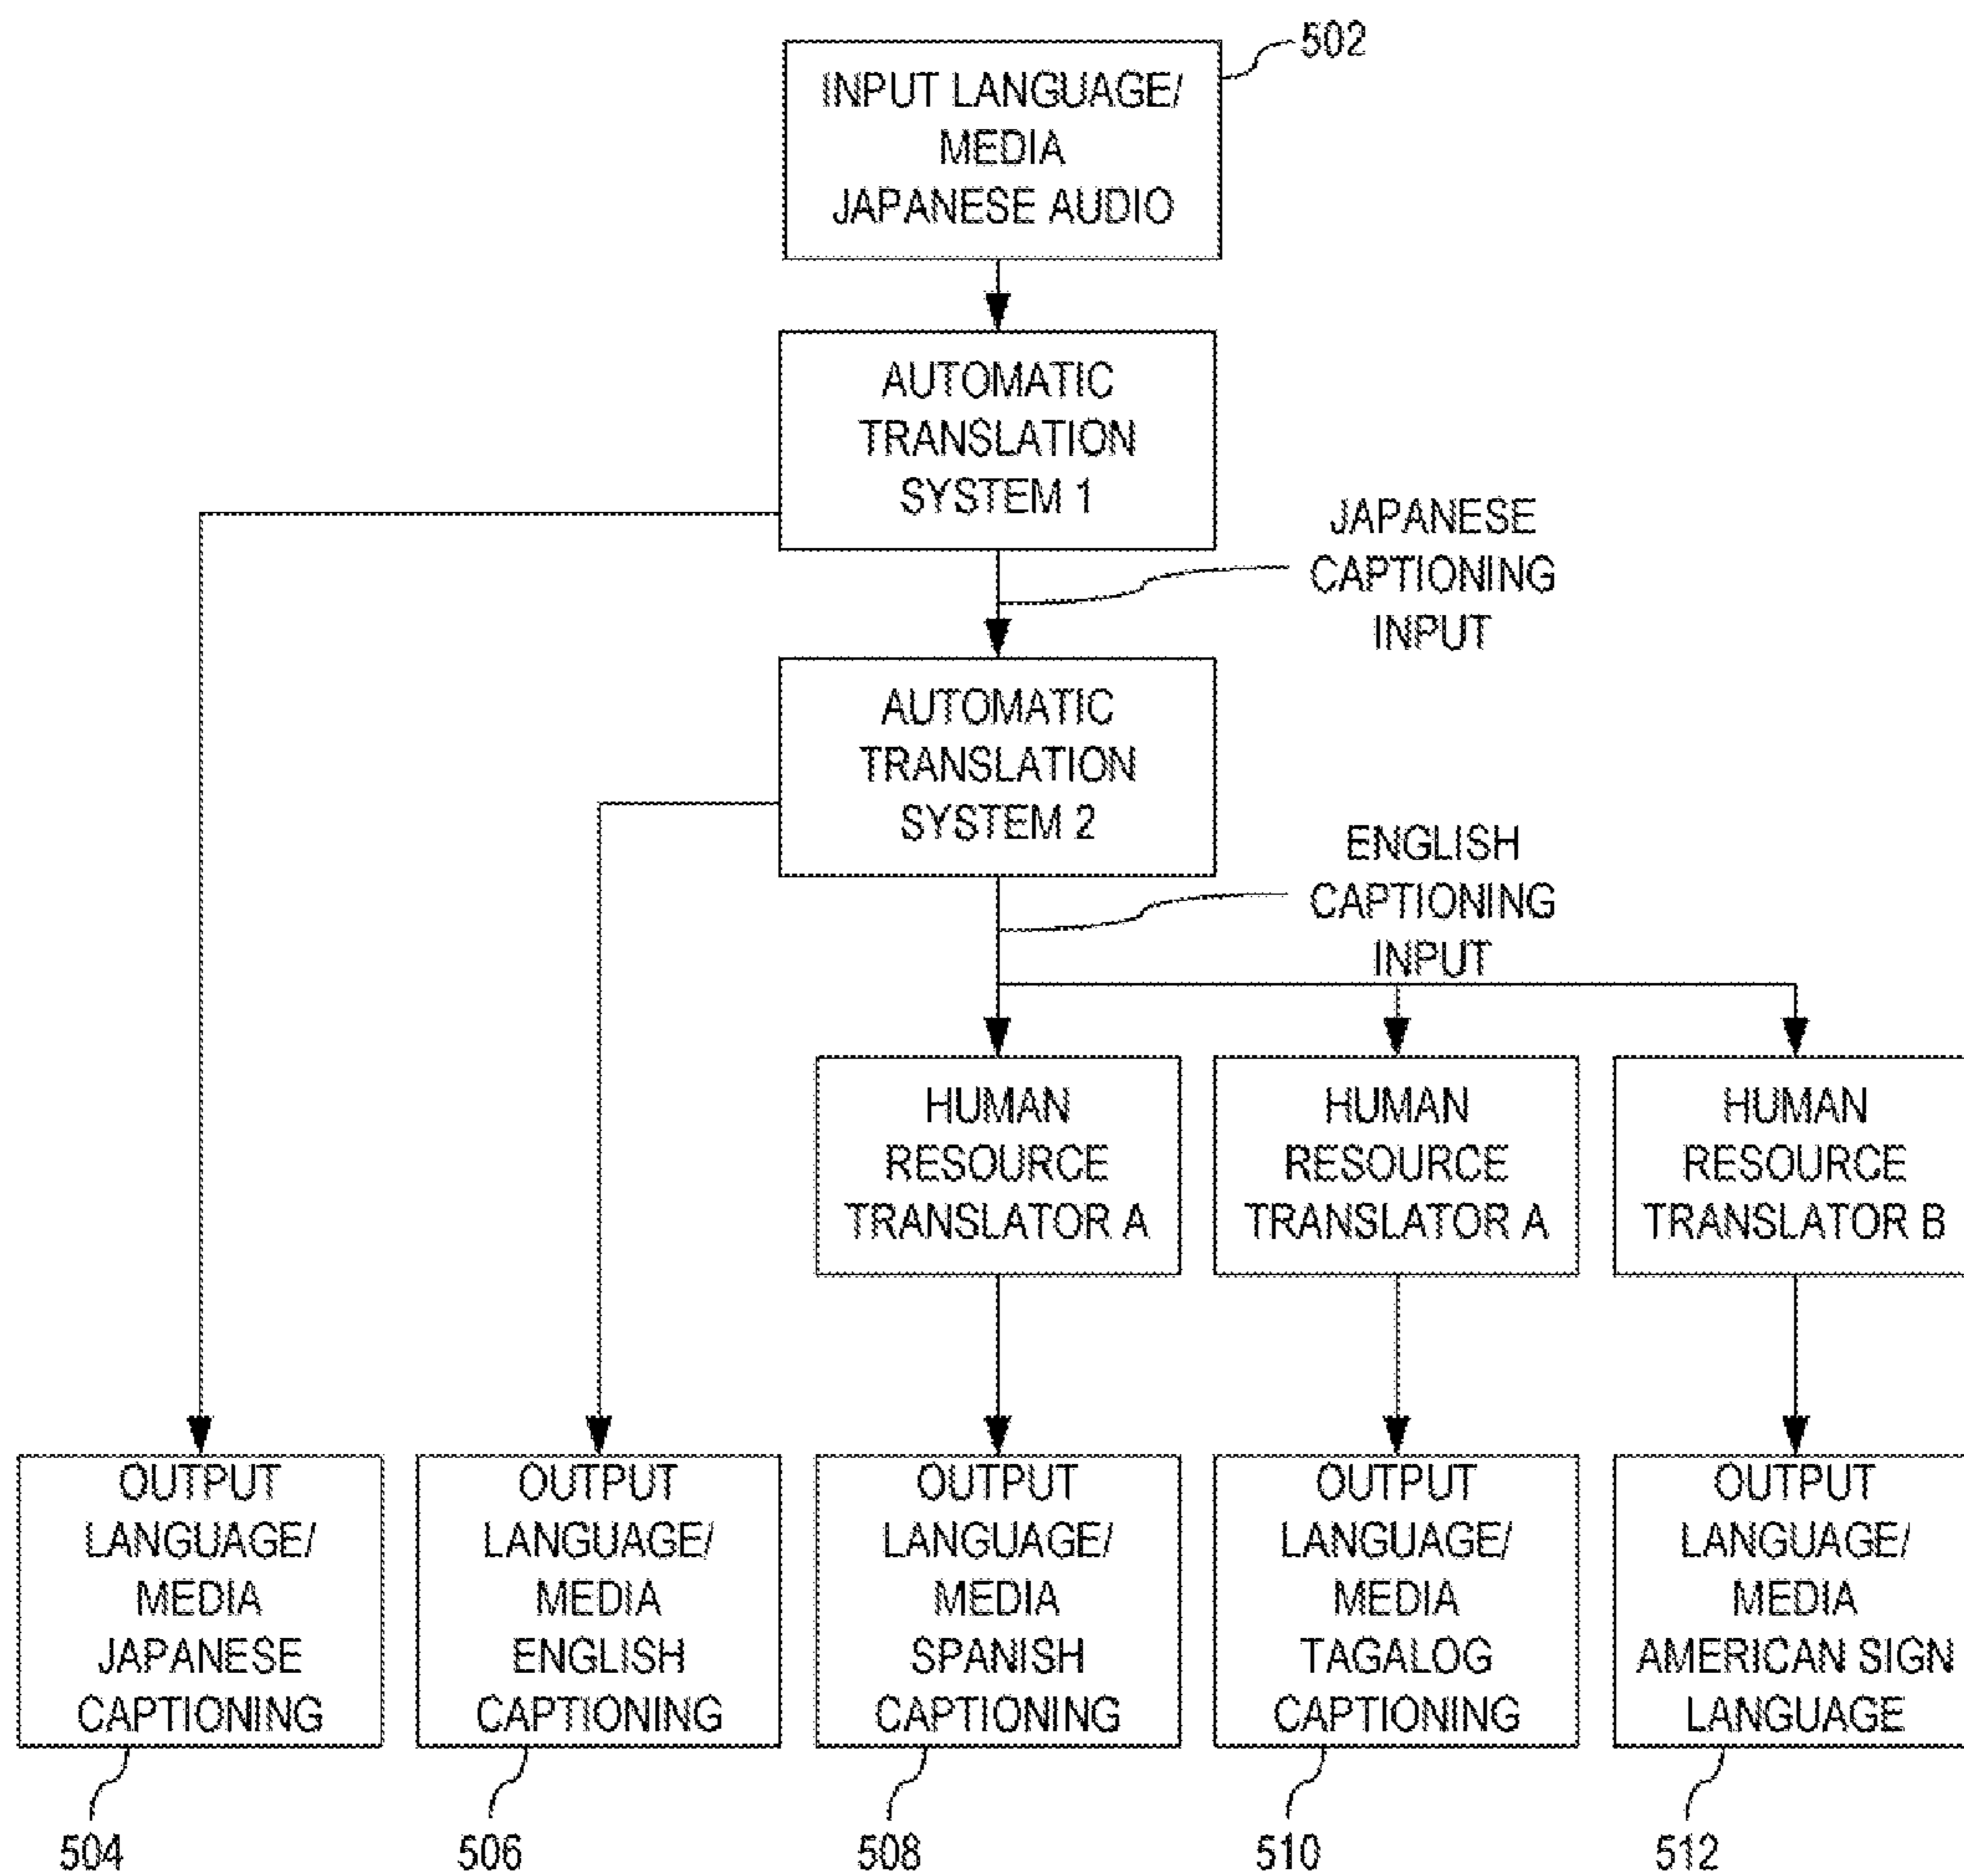 502
INPUT LANGUAGE/
MEDIA
JAPANESE AUDIO
AUTOMATIC
TRANSLATION
SYSTEM 1
JAPANESE
CAPTIONING
INPUT
AUTOMATIC
TRANSLATION
SYSTEM 2
ENGLISH
CAPTIONING
INPUT
HUMAN
RESOURCE
TRANSLATOR A
HUMAN
RESOURCE
TRANSLATOR A
HUMAN
RESOURCE
TRANSLATOR B
OUTPUT
LANGUAGE/
MEDIA
JAPANESE
CAPTIONING
OUTPUT
LANGUAGE/
MEDIA
ENGLISH
CAPTIONING
OUTPUT
LANGUAGE/
MEDIA
SPANISH
CAPTIONING
OUTPUT
LANGUAGE/
MEDIA
TAGALOG
CAPTIONING
OUTPUT
LANGUAGE/
MEDIA
AMERICAN SIGN
LANGUAGE
504
506
508
510
512